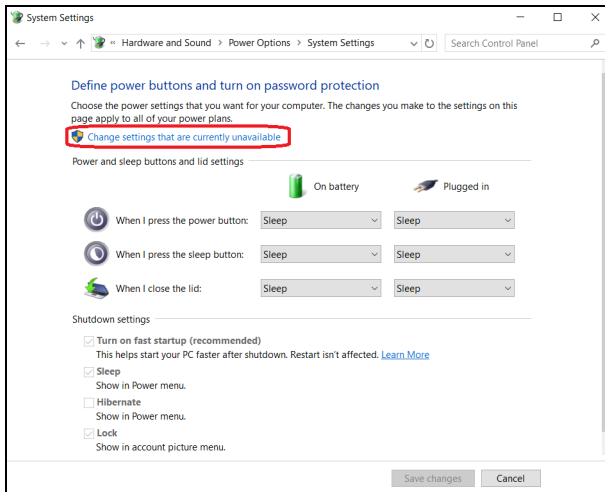 System Settings
« Hardware and Sound > Power Options > System Settings
Search Control Panel
Define power buttons and turn on password protection
Choose the power settings that you want for your computer. The changes you make to the settings on this
page apply to all of your power plans.
Change settings that are currently unavailable
Power and sleep buttons and lid settings
On battery Plugged in
When I press the power button: Sleep Sleep
When I press the sleep button: Sleep Sleep
When I close the lid: Sleep Sleep
Shutdown settings
Turn on fast startup (recommended)
This helps start your PC faster after shutdown. Restart isn't affected. Learn More
Sleep
Show in Power menu.
Hibernate
Show in Power menu.
Lock
Show in account picture menu.
Save changes Cancel